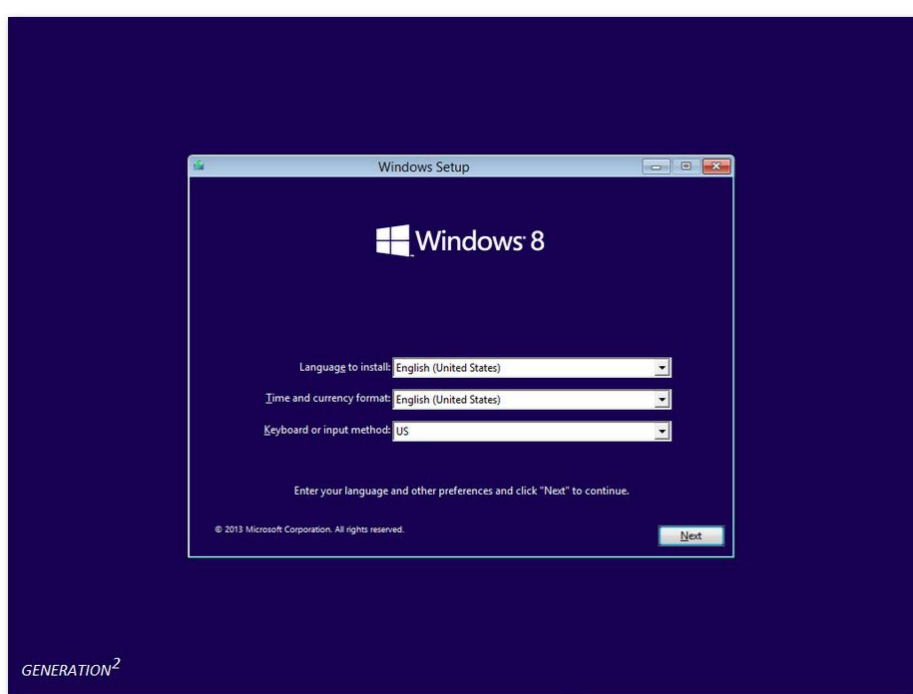 Windows Setup
Windows 8
Language to install: English (United States)
Time and currency format: English (United States)
Keyboard or input method: US
Enter your language and other preferences and click "Next" to continue.
© 2013 Microsoft Corporation. All rights reserved.
Next
GENERATION²